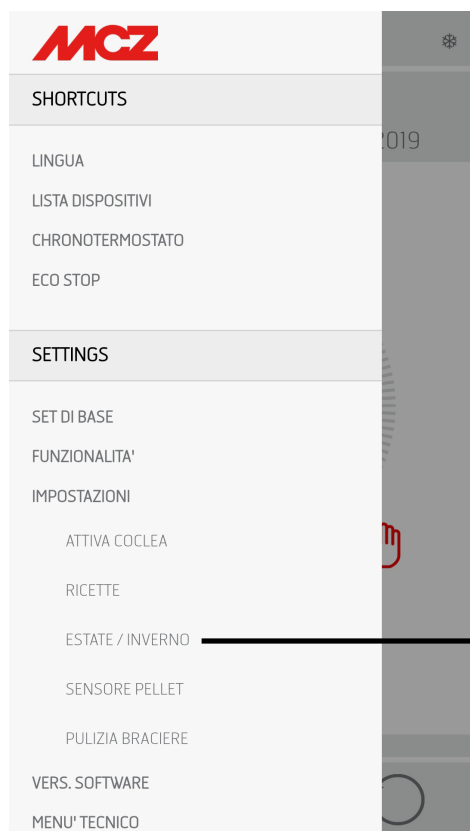 MCZ
SHORTCUTS
2019
LINGUA
LISTA DISPOSITIVI
CHRONOTERMOSTATO
ECO STOP
SETTINGS
SET DI BASE
FUNZIONALITA'
IMPOSTAZIONI
ATTIVA COCLEA
RICETTE
ESTATE / INVERNO
SENSORE PELLET
PULIZIA BRACIERE
VERS. SOFTWARE
MENU' TECNICO